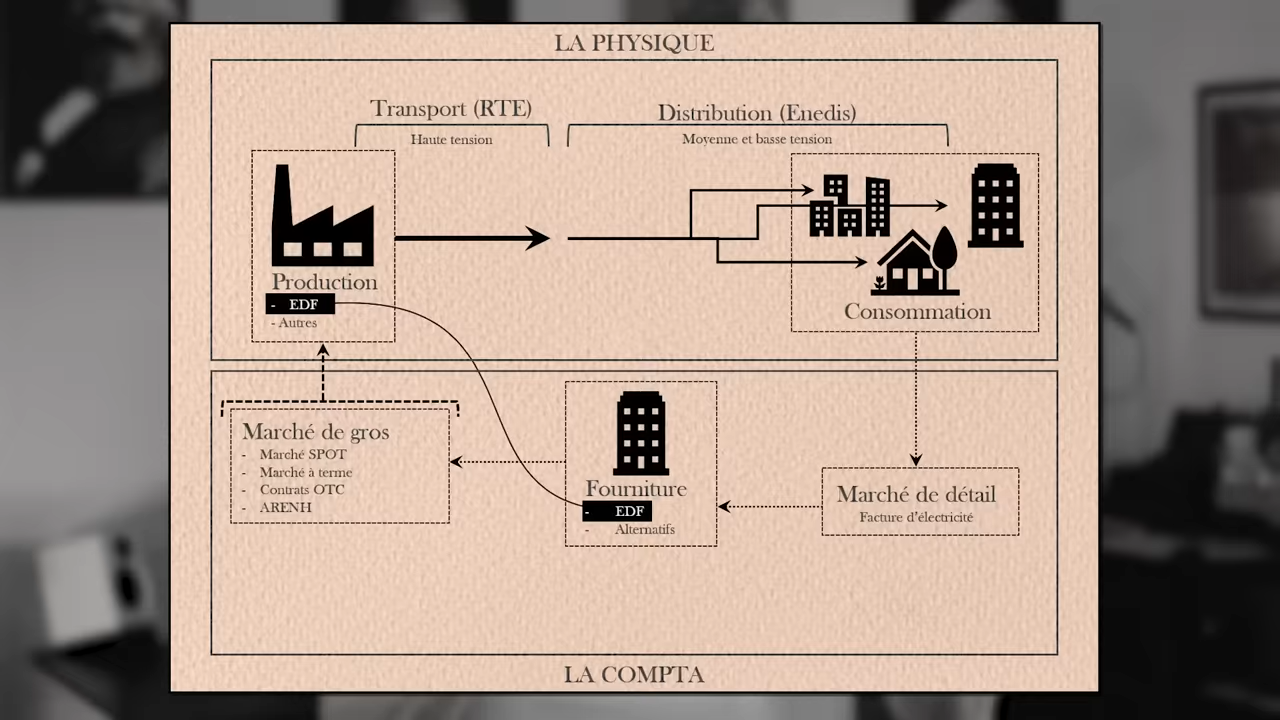 LA PHYSIQUE
Transport (RTE)
Haute tension
Distribution (Enedis)
Moyenne et basse tension
Production
- EDF
- Autres
Consommation
Marché de gros
- Marché SPOT
- Marché à terme
- Contrats OTC
- ARENH
Fourniture
- EDF
- Alternatifs
Marché de détail
Facture d'électricité
LA COMPTA